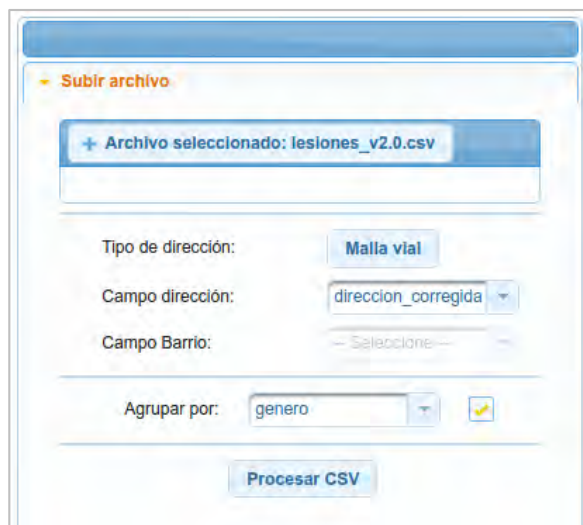 Subir archivo
Archivo seleccionado: lesiones_v2.0.csv
Tipo de dirección: Malla vial
Campo dirección: direccion_corregida
Campo Barrio: -- Seleccione --
Agrupar por: genero
Procesar CSV